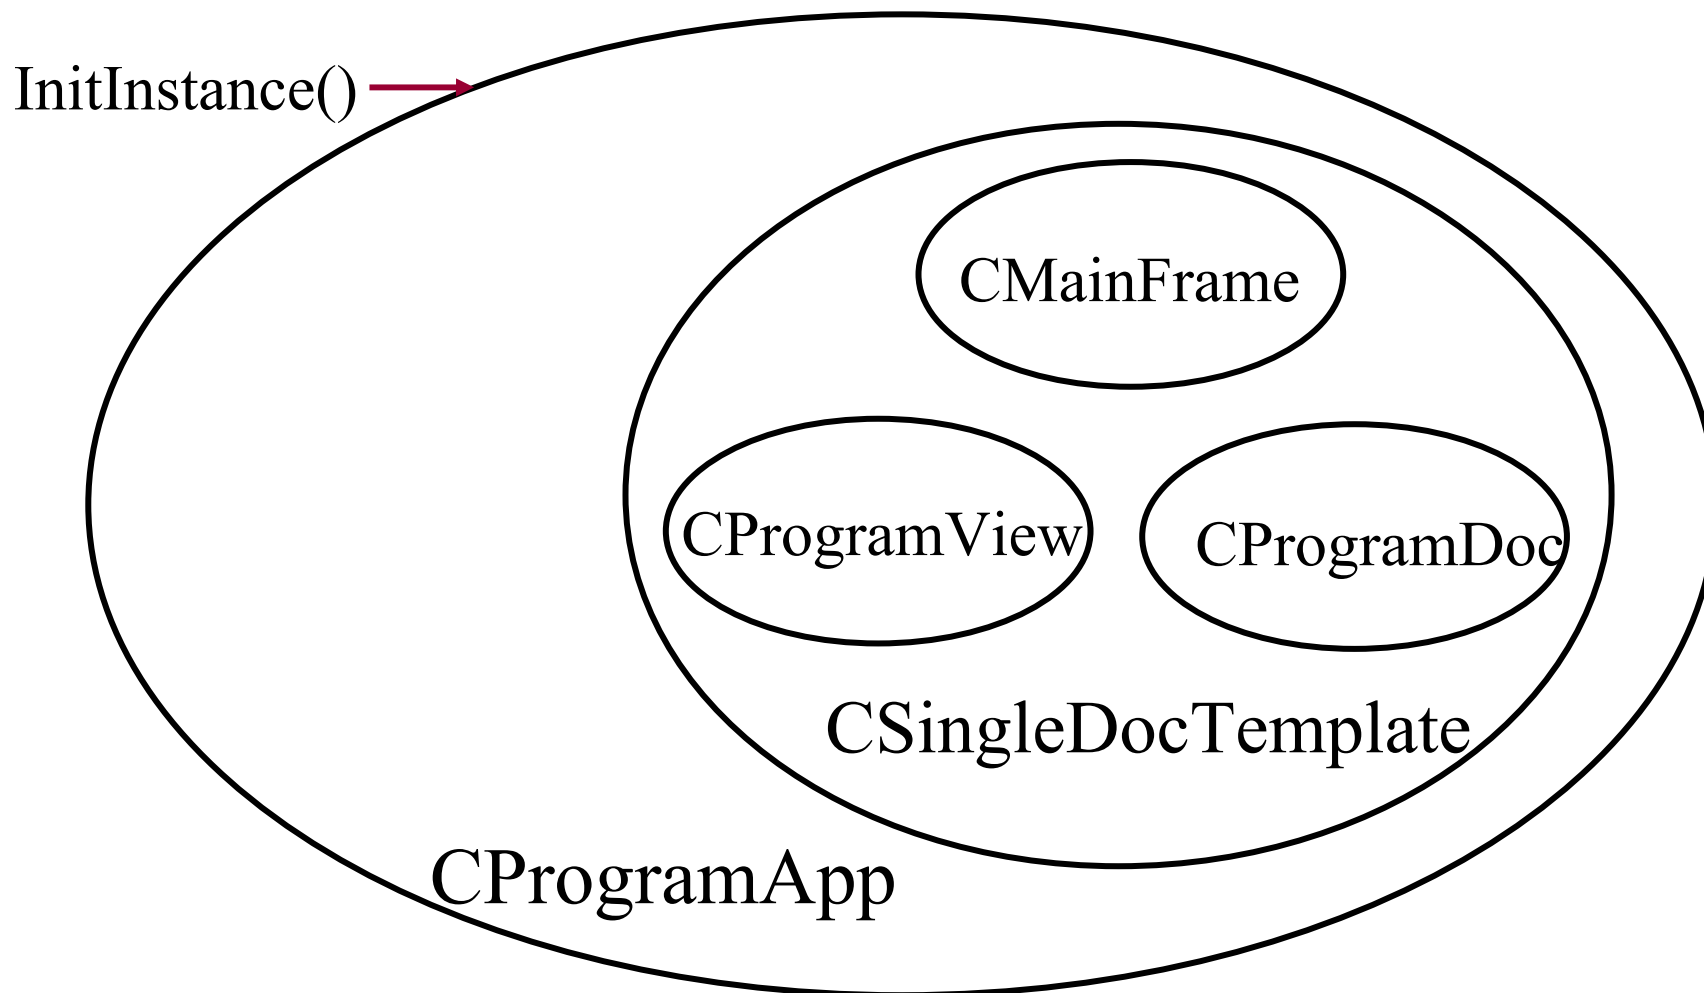 InitInstance()
CMainFrame
CProgramView
CProgramDoc
CSingleDocTemplate
CProgramApp